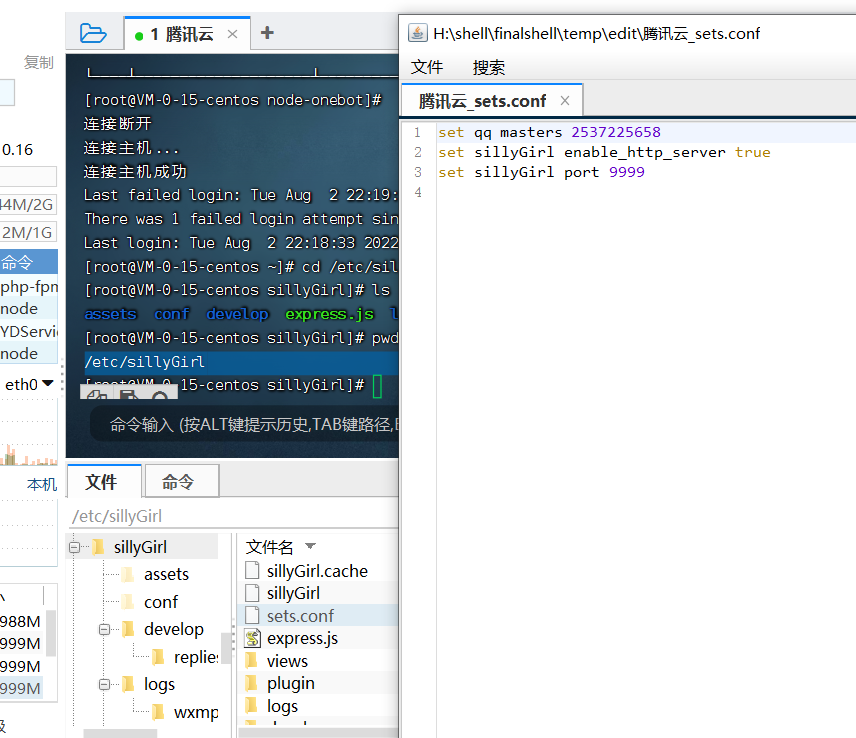 复制
0.16
44M/2G
2M/1G
命令
php-fpm
node
YDServi
node
eth0
本机
988M
999M
999M
999M
1 腾讯云
[root@VM-0-15-centos node-onebot]#
连接断开
连接主机...
连接主机成功
Last failed login: Tue Aug  2 22:19:
There was 1 failed login attempt sin
Last login: Tue Aug  2 22:18:33 2022
[root@VM-0-15-centos ~]# cd /etc/sil
[root@VM-0-15-centos sillyGirl]# ls
assets  conf  develop  express.js  l
[root@VM-0-15-centos sillyGirl]# pwd
/etc/sillyGirl
[root@VM-0-15-centos sillyGirl]#
命令输入 (按ALT键提示历史,TAB键路径,
文件
命令
/etc/sillyGirl
sillyGirl
assets
conf
develop
replies
logs
wxmp
文件名
sillyGirl.cache
sillyGirl
sets.conf
express.js
views
plugin
logs
H:\shell\finalshell\temp\edit\腾讯云_sets.conf
文件 搜索
腾讯云_sets.conf
1 set qq masters 2537225658
2 set sillyGirl enable_http_server true
3 set sillyGirl port 9999
4